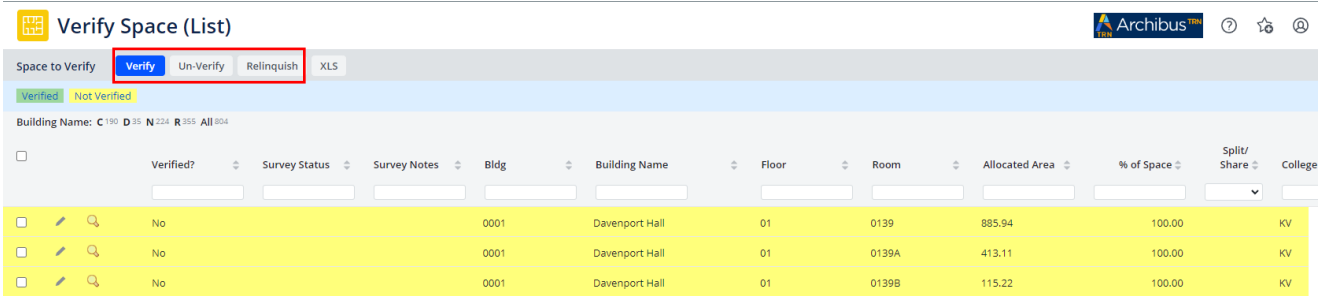 Verify Space (List)
Archibus TRN
TRN
Space to Verify Verify Un-Verify Relinquish XLS
Verified Not Verified
Building Name: C 190 D 35 N 224 R 355 All 804
Verified? Survey Status Survey Notes Bldg Building Name Floor Room Allocated Area % of Space Split/
Share College
No 0001 Davenport Hall 01 0139 885.94 100.00 KV
No 0001 Davenport Hall 01 0139A 413.11 100.00 KV
No 0001 Davenport Hall 01 0139B 115.22 100.00 KV